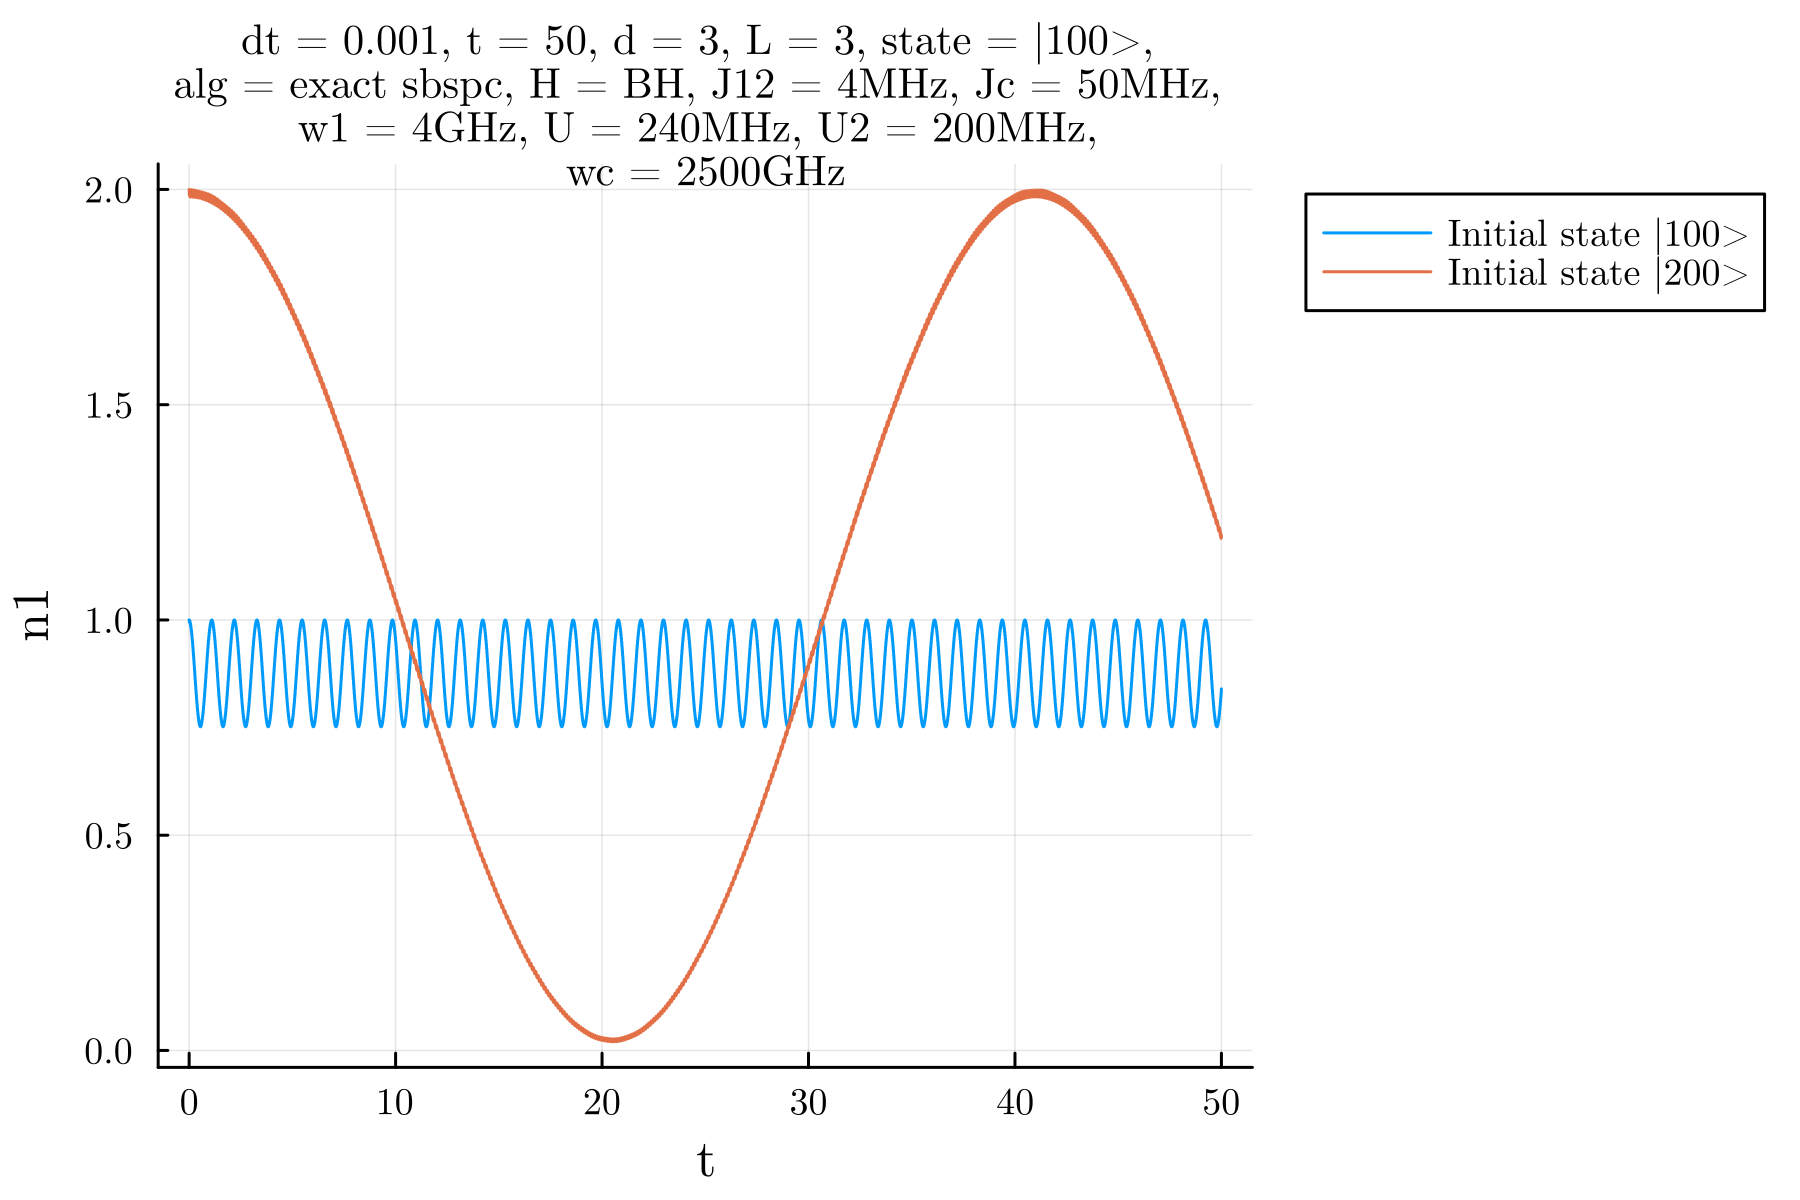 dt = 0.001, t = 50, d = 3, L = 3, state = |100>,
alg = exact sbspc, H = BH, J12 = 4MHz, Jc = 50MHz,
w1 = 4GHz, U = 240MHz, U2 = 200MHz,
wc = 2500GHz
2.0
1.5
1.0
0.5
0.0
n1
0 10 20 30 40 50
t
Initial state |100>
Initial state |200>